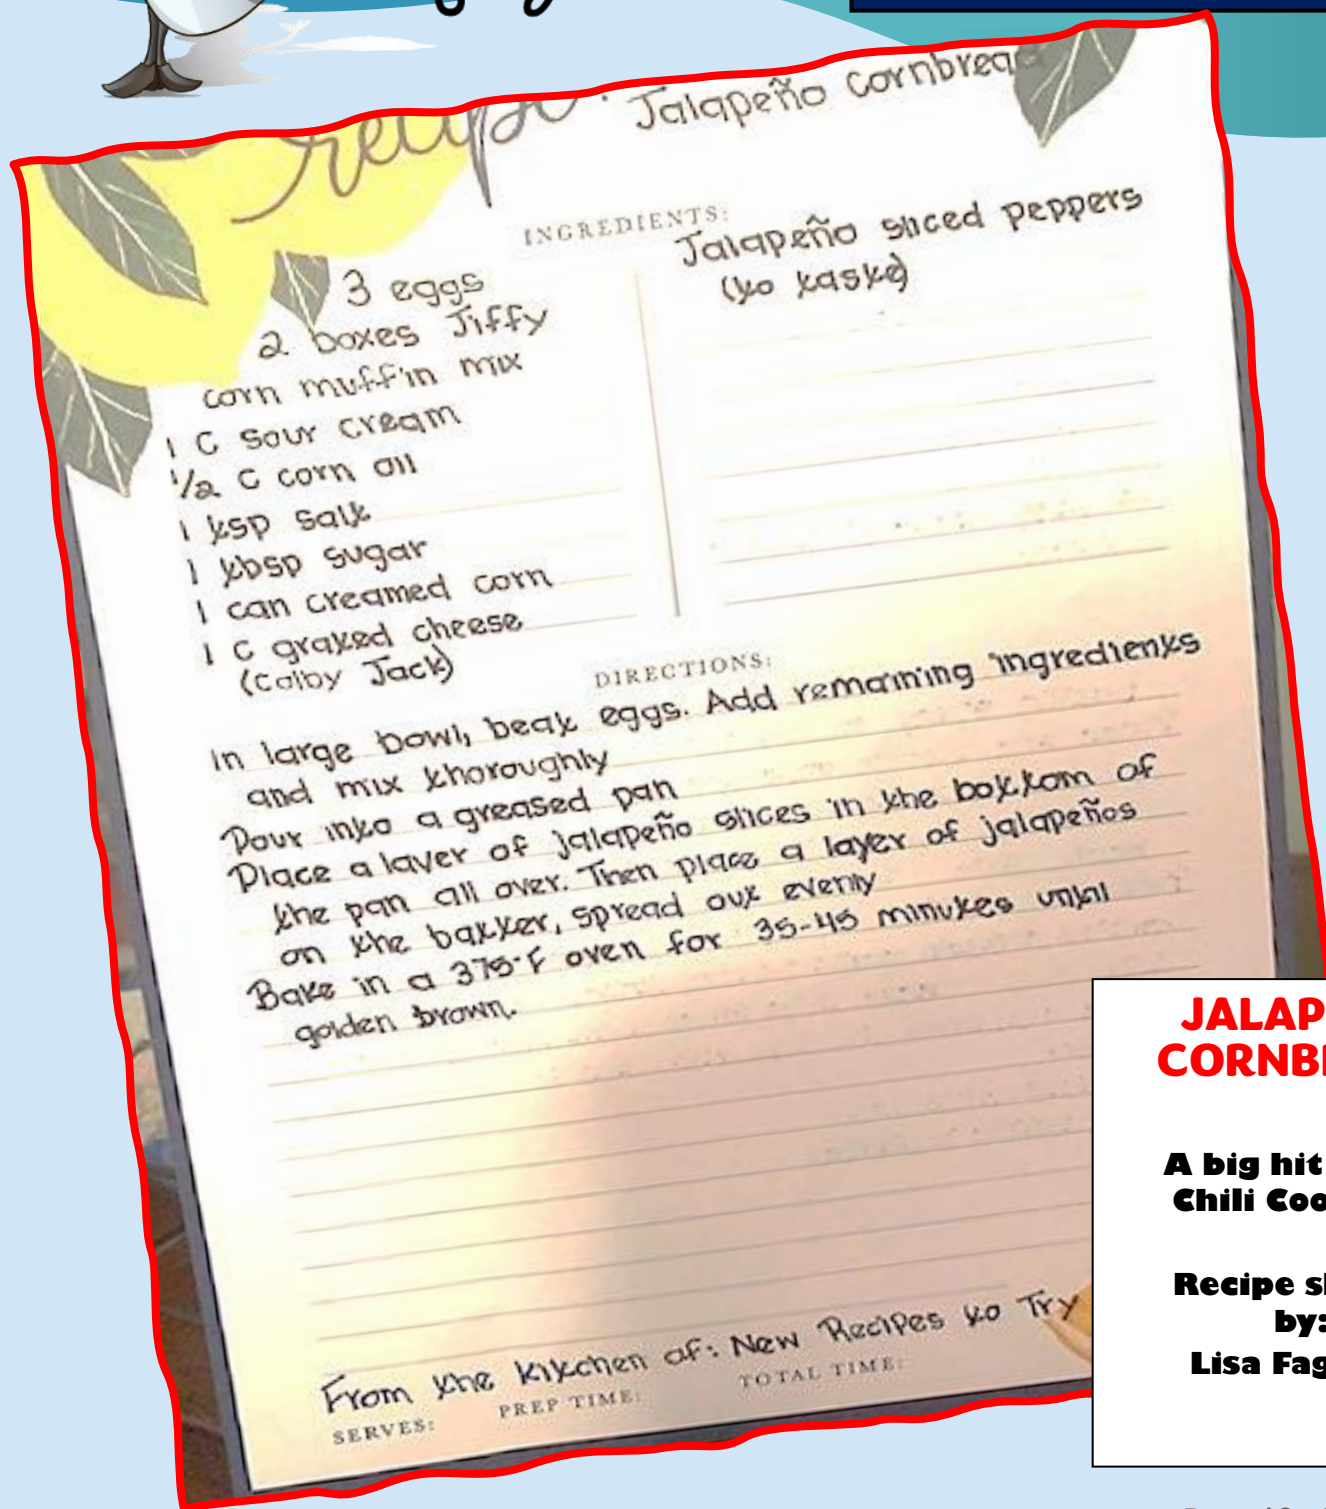 recipe:
Jalapeño Cornbread
INGREDIENTS:
3 eggs
2 boxes Jiffy
corn muffin mix
1 C sour cream
1/2 C corn oil
1 tsp salt
1 tbsp sugar
1 can creamed corn
1 C grated cheese
(Colby Jack)
Jalapeño sliced peppers
(to taste)
DIRECTIONS:
In large bowl, beat eggs. Add remaining ingredients
and mix thoroughly
Pour into a greased pan
Place a layer of jalapeño slices in the bottom of
the pan all over. Then place a layer of jalapeños
on the batter, spread out evenly
Bake in a 375°F oven for 35-45 minutes until
golden brown.
From the kitchen of: New Recipes to Try
SERVES:
PREP TIME:
TOTAL TIME:
JALAP
CORNB
A big hit
Chili Coo
Recipe s
by:
Lisa Fag